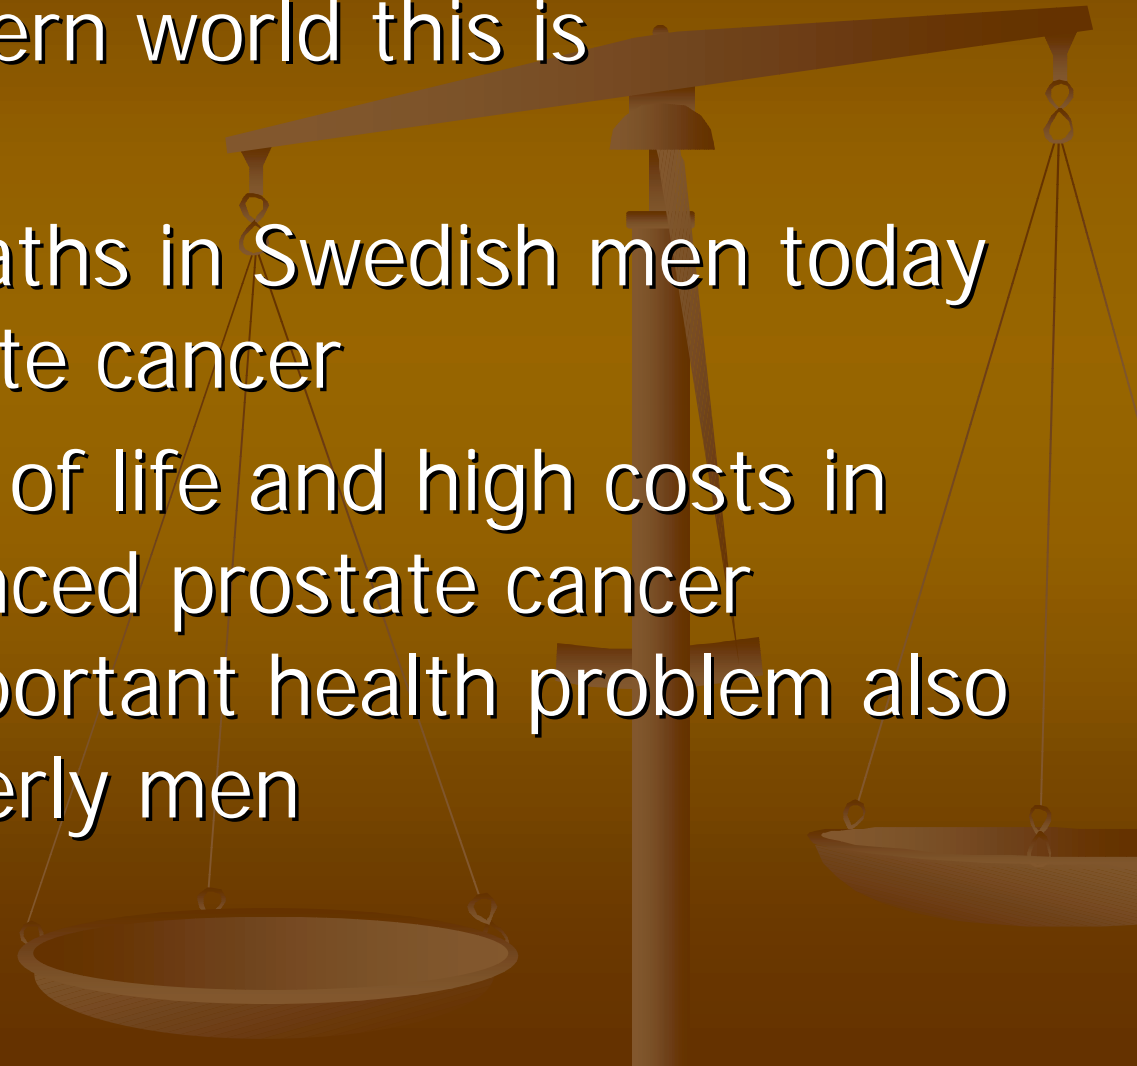 ern world this is
aths in Swedish men today
te cancer
of life and high costs in
nced prostate cancer
portant health problem also
erly men